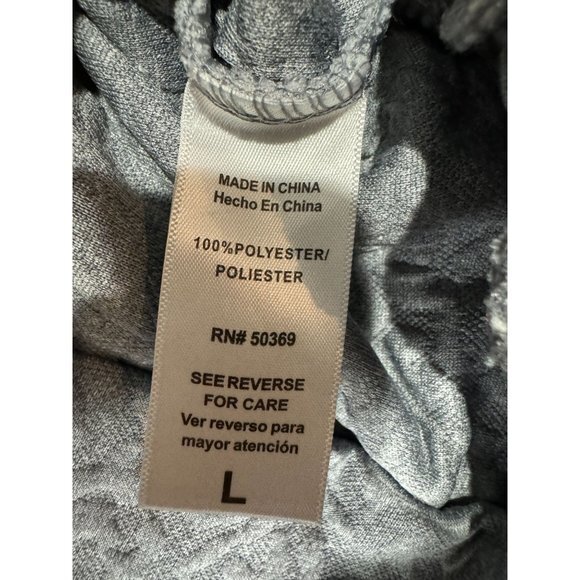 MADE IN CHINA
Hecho En China
100%POLYESTER/
POLIESTER
RN# 50369
SEE REVERSE
FOR CARE
Ver reverso para
mayor atención
L